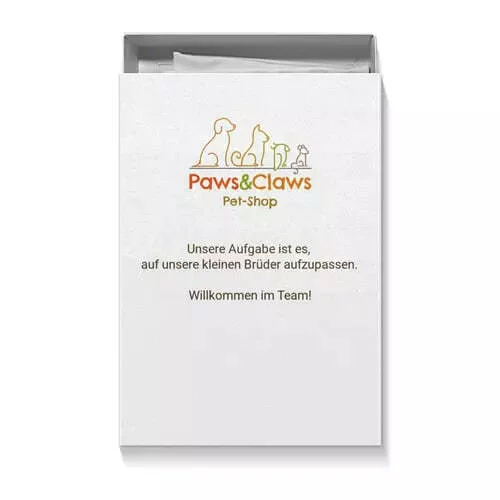 Paws&Claws
Pet-Shop
Unsere Aufgabe ist es,
auf unsere kleinen Brüder aufzupassen.
Willkommen im Team!